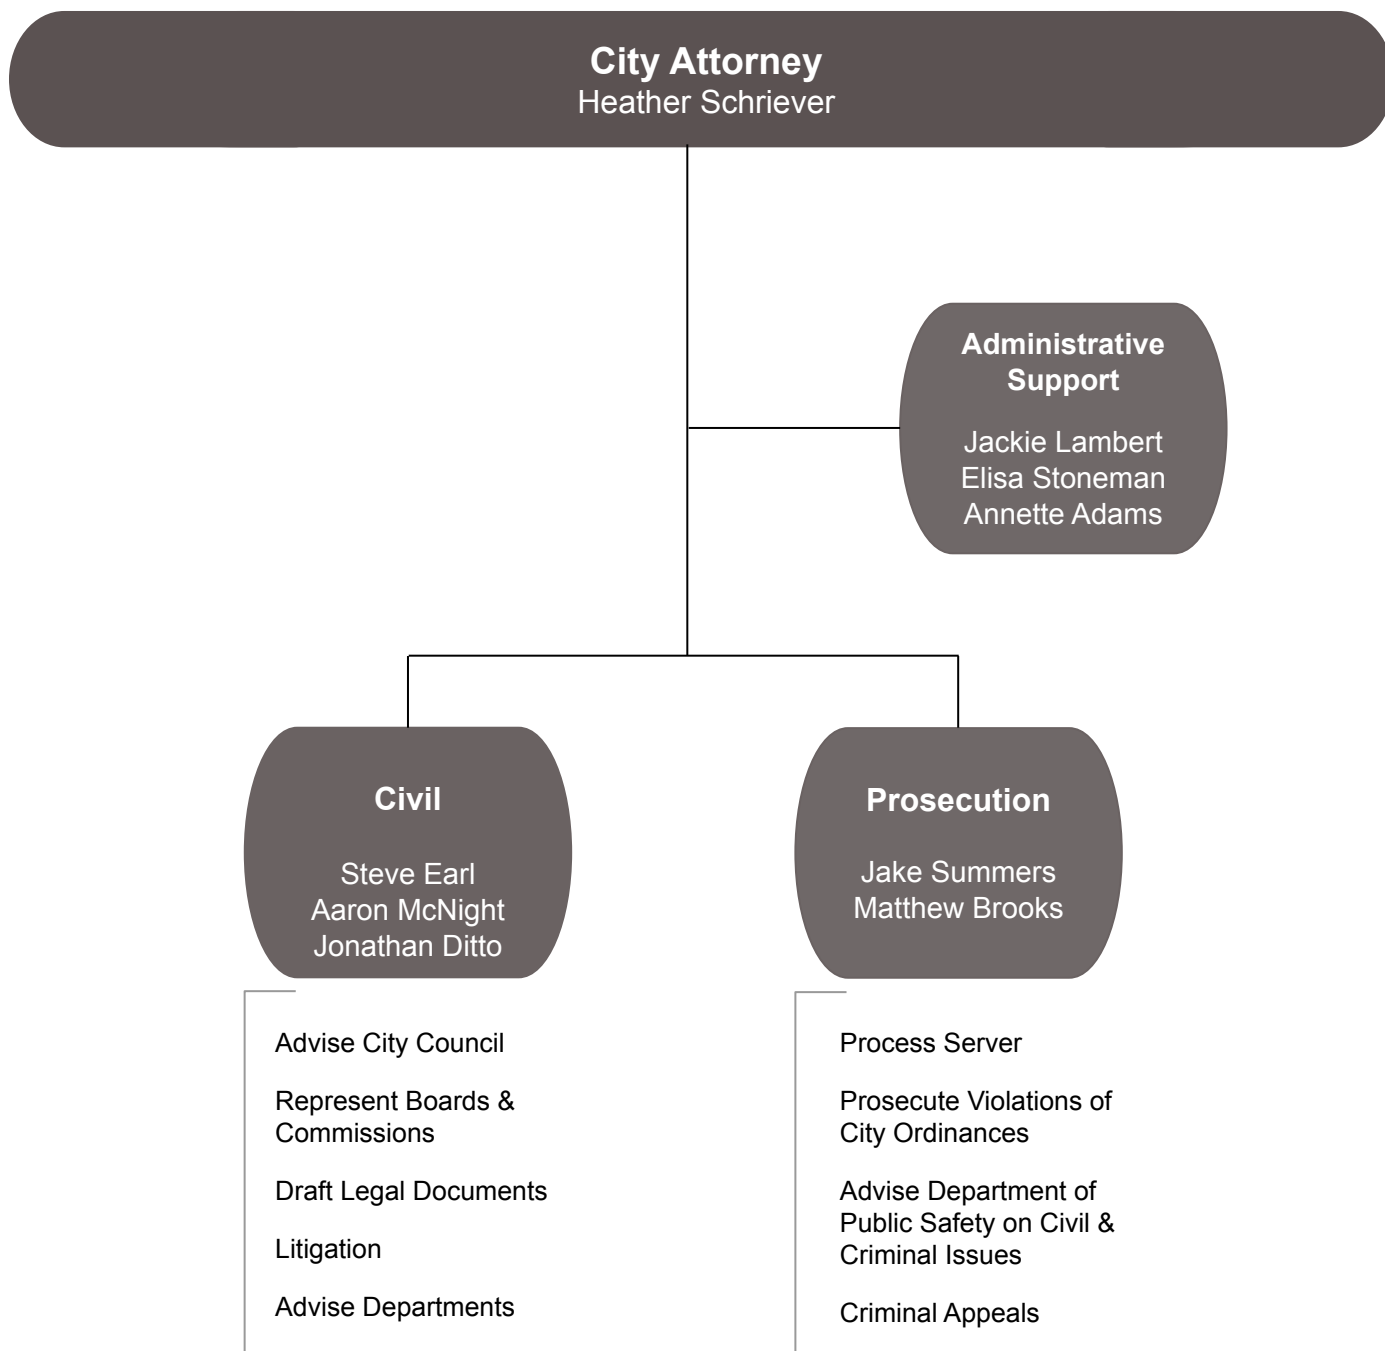 City Attorney
Heather Schriever
Administrative
Support
Jackie Lambert
Elisa Stoneman
Annette Adams
Civil
Steve Earl
Aaron McNight
Jonathan Ditto
Prosecution
Jake Summers
Matthew Brooks
Advise City Council
Represent Boards &
Commissions
Draft Legal Documents
Litigation
Advise Departments
Process Server
Prosecute Violations of
City Ordinances
Advise Department of
Public Safety on Civil &
Criminal Issues
Criminal Appeals